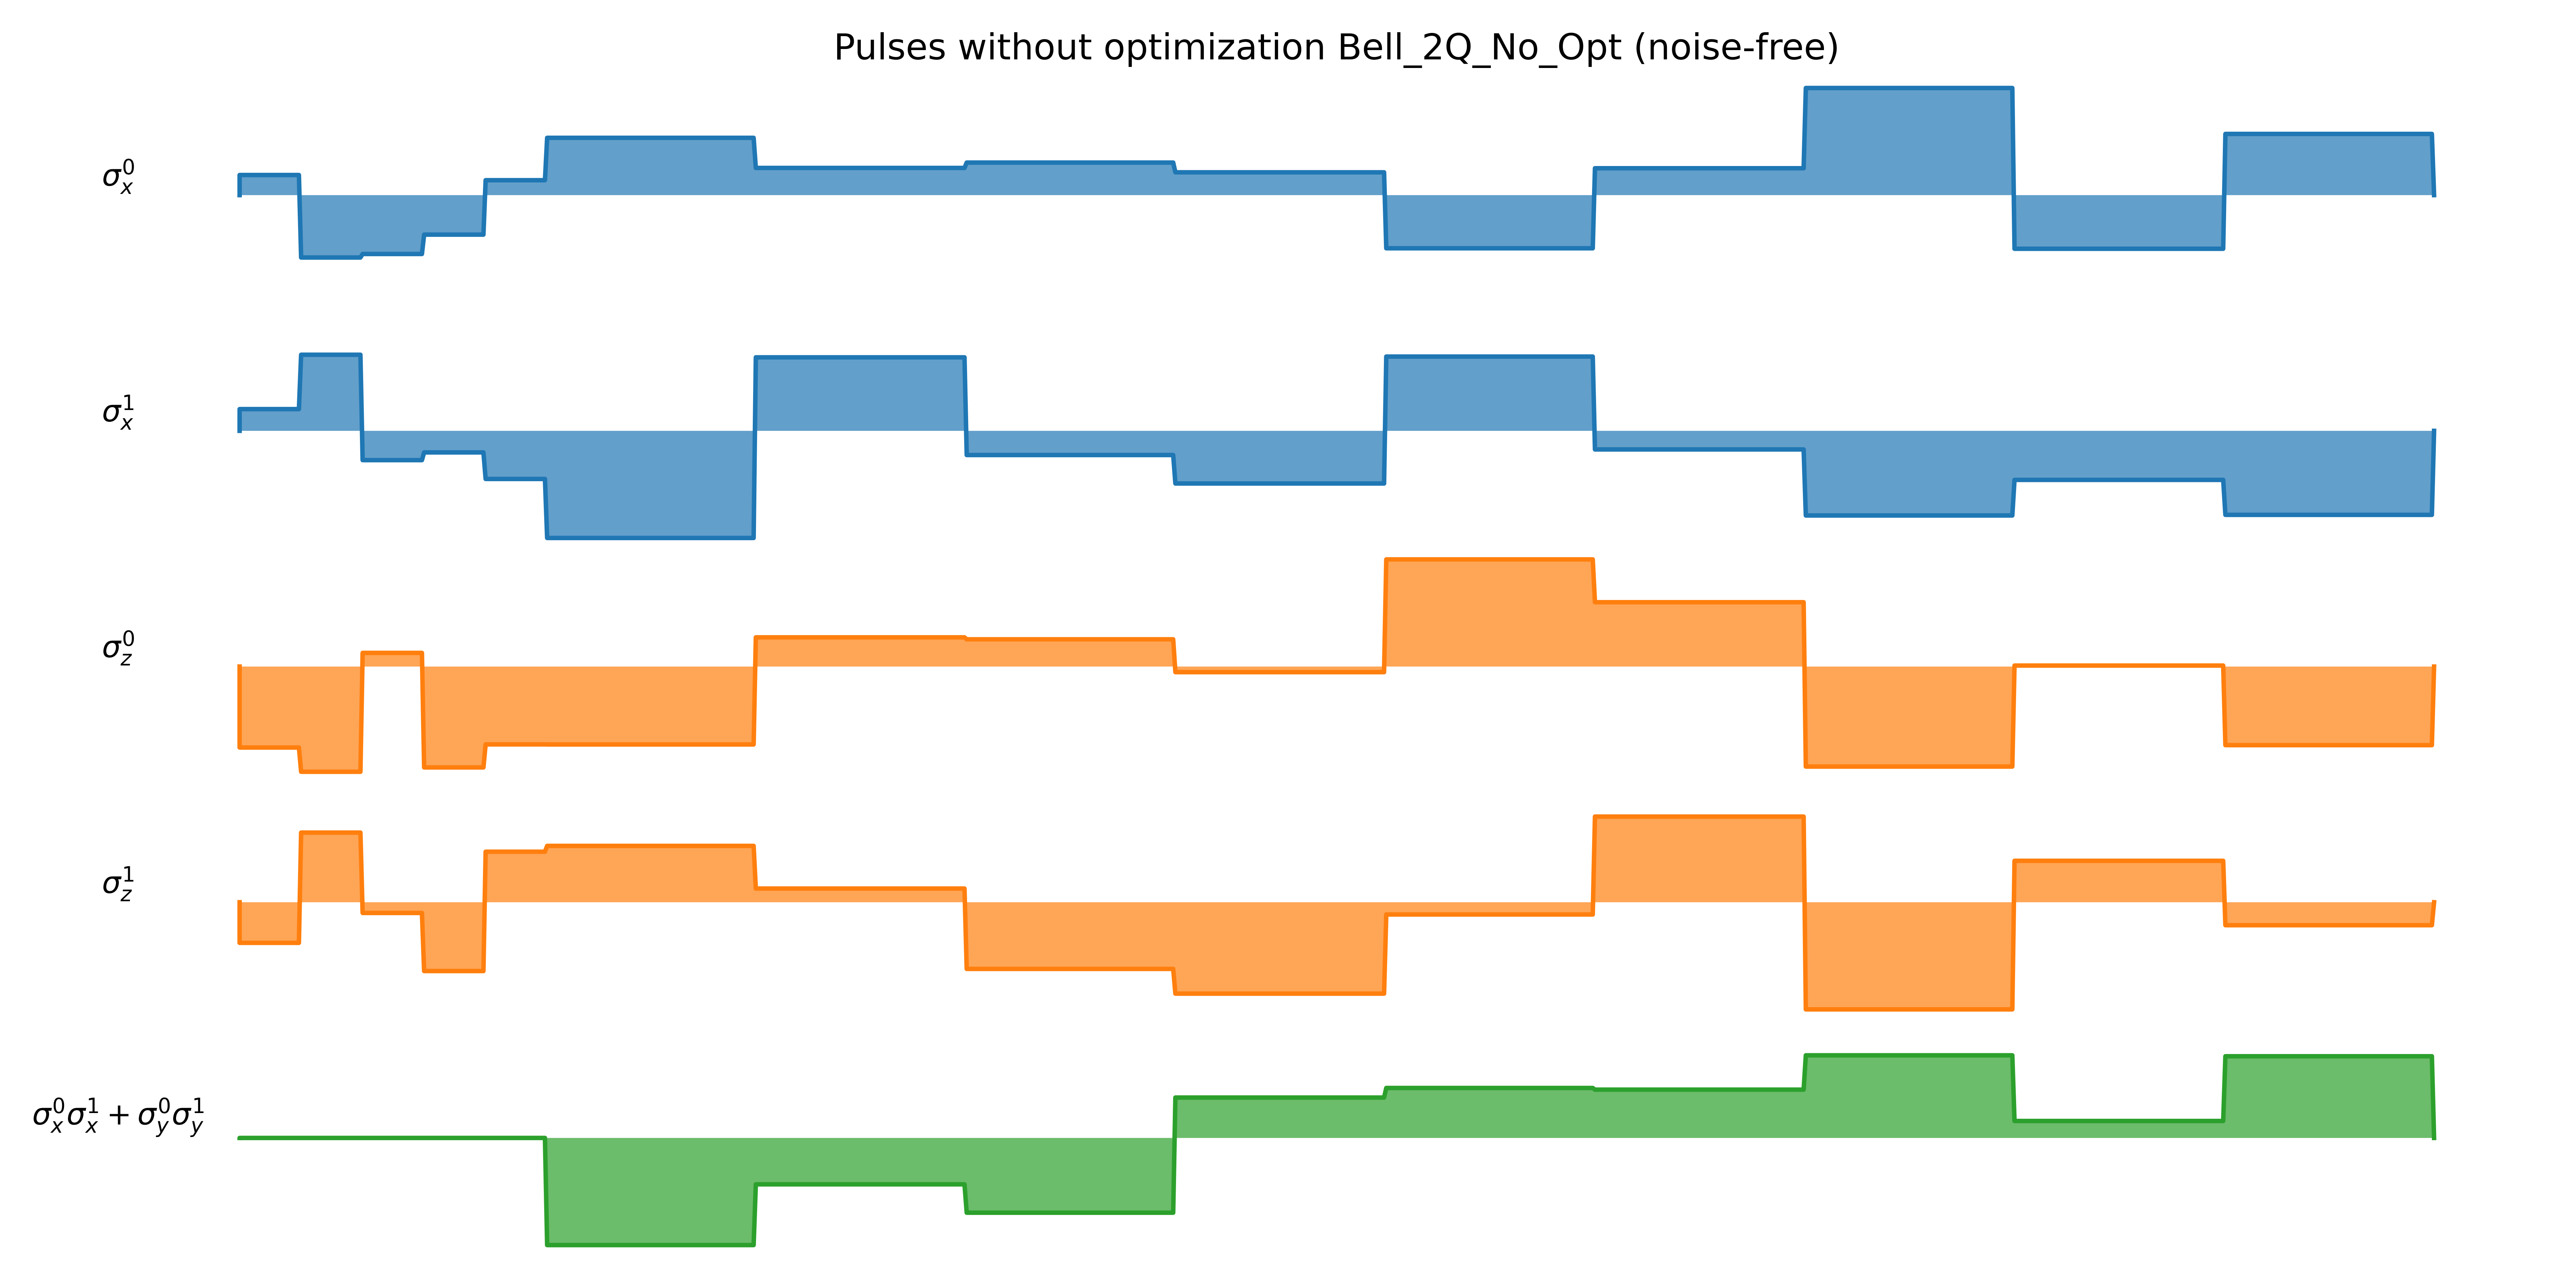 Pulses without optimization Bell_2Q_No_Opt (noise-free)
σ_x^0
σ_x^1
σ_z^0
σ_z^1
σ_x^0σ_x^1 + σ_y^0σ_y^1